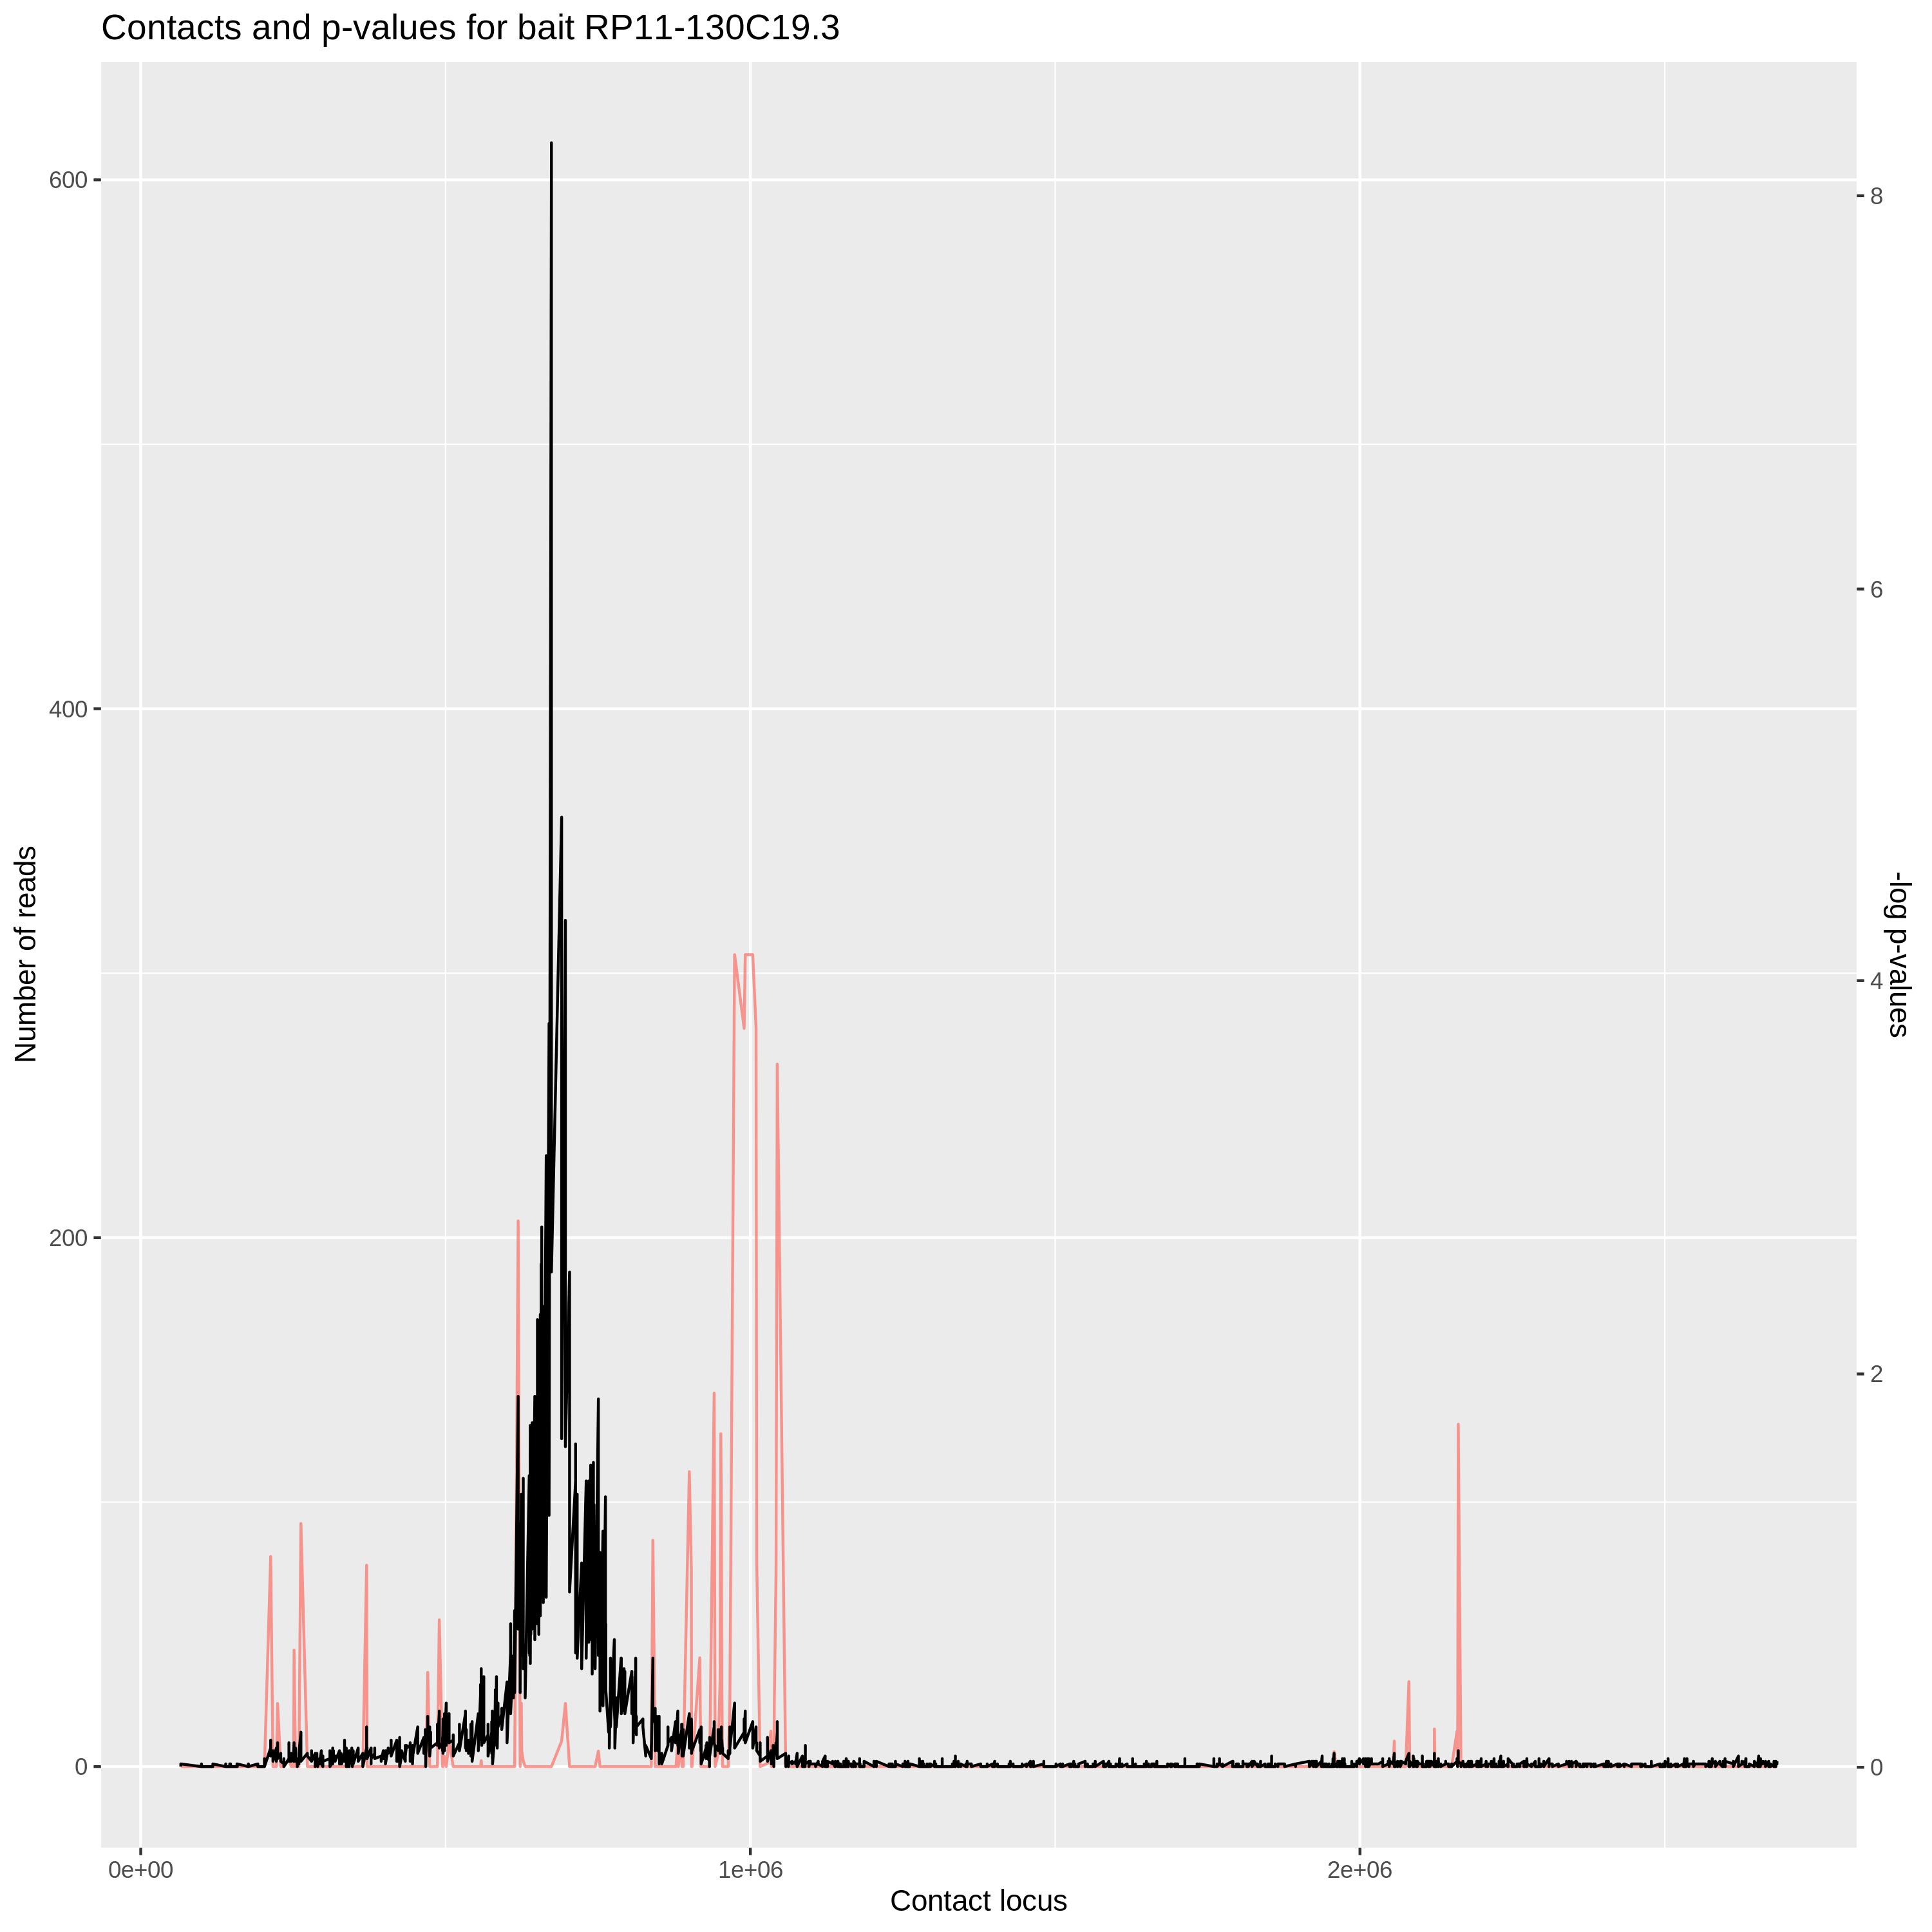 Contacts and p-values for bait RP11-130C19.3
600
400
200
0
Number of reads
8
6
4
2
0
-log p-values
0e+00
1e+06
2e+06
Contact locus